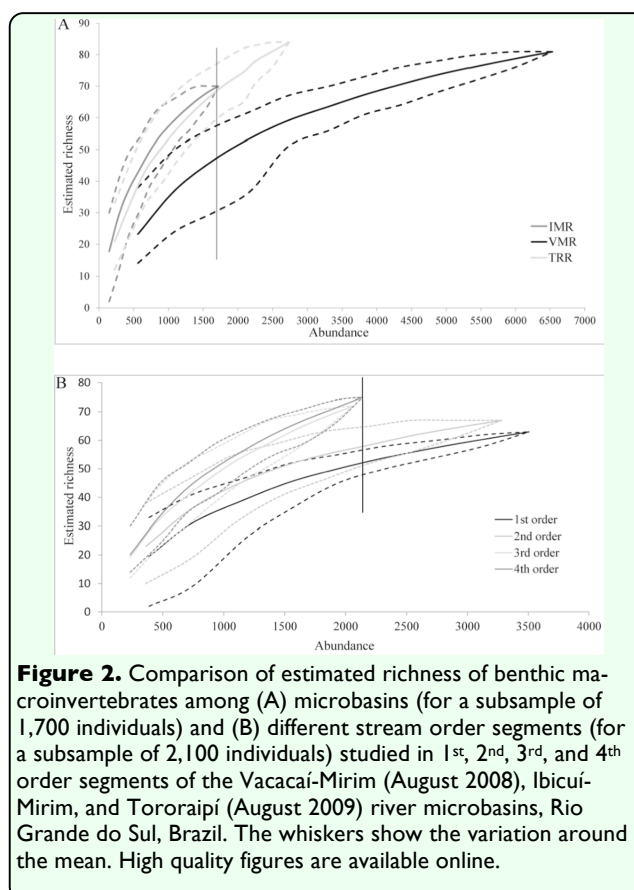 A
90
80
70
60
50
40
30
20
10
0
Estimated richness
0 500 1000 1500 2000 2500 3000 3500 4000 4500 5000 5500 6000 6500 7000
Abundance
IMR
VMR
TRR
B
80
70
60
50
40
30
20
10
0
Estimated richness
0 500 1000 1500 2000 2500 3000 3500 4000
Abundance
1st order
2nd order
3rd order
4th order
Figure 2. Comparison of estimated richness of benthic ma-
croinvertebrates among (A) microbasins (for a subsample of
1,700 individuals) and (B) different stream order segments (for
a subsample of 2,100 individuals) studied in 1st, 2nd, 3rd, and 4th
order segments of the Vacacaí-Mirim (August 2008), Ibicuí-
Mirim, and Tororaipí (August 2009) river microbasins, Rio
Grande do Sul, Brazil. The whiskers show the variation around
the mean. High quality figures are available online.